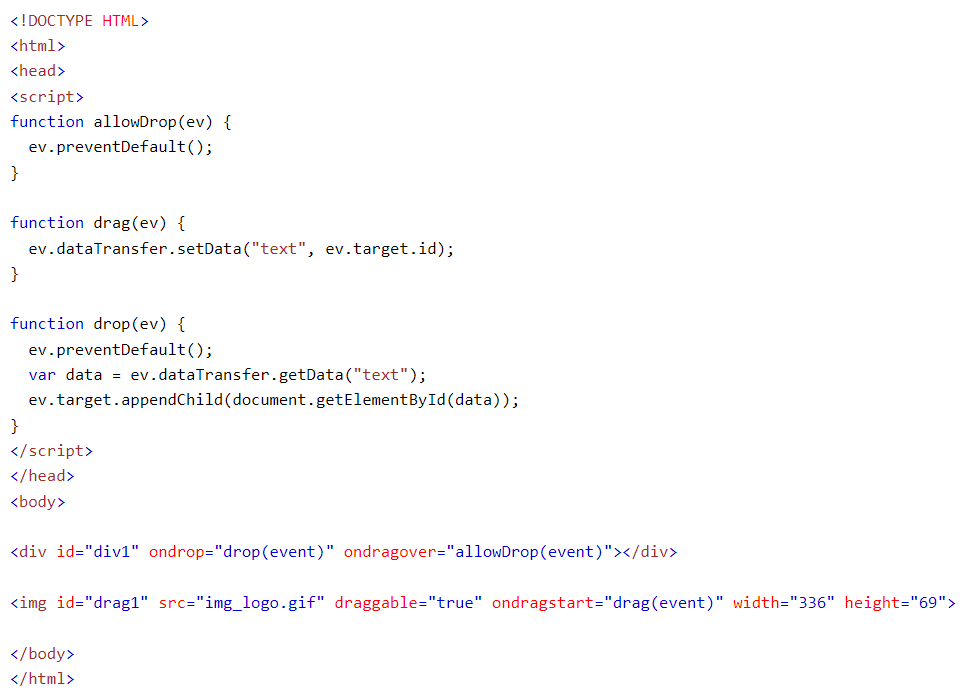 <!DOCTYPE HTML>
<html>
<head>
<script>
function allowDrop(ev) {
  ev.preventDefault();
}

function drag(ev) {
  ev.dataTransfer.setData("text", ev.target.id);
}

function drop(ev) {
  ev.preventDefault();
  var data = ev.dataTransfer.getData("text");
  ev.target.appendChild(document.getElementById(data));
}
</script>
</head>
<body>

<div id="div1" ondrop="drop(event)" ondragover="allowDrop(event)"></div>

<img id="drag1" src="img_logo.gif" draggable="true" ondragstart="drag(event)" width="336" height="69">

</body>
</html>